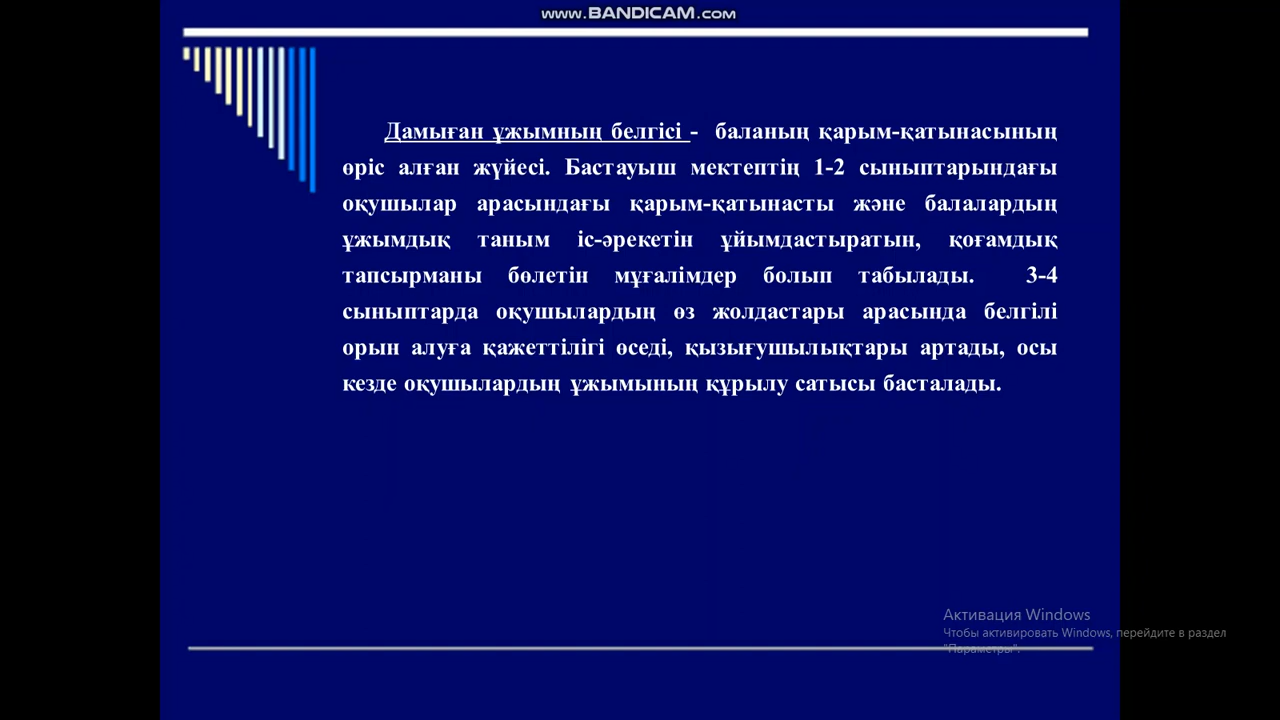 www.BANDICAM.com
Дамыған ұжымның белгісі - баланың қарым-қатынасының
өріс алған жүйесі. Бастауыш мектептің 1-2 сыныптарындағы
оқушылар арасындағы қарым-қатынасты және балалардың
ұжымдық таным іс-әрекетін ұйымдастыратын, қоғамдық
тапсырманы бөлетін мұғалімдер болып табылады. 3-4
сыныптарда оқушылардың өз жолдастары арасында белгілі
орын алуға қажеттілігі өседі, қызығушылықтары артады, осы
кезде оқушылардың ұжымының құрылу сатысы басталады.
Активация Windows
Чтобы активировать Windows, перейдите в раздел
"Параметры".